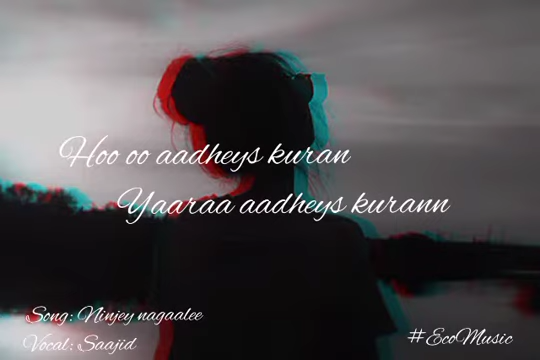 Hoo oo aadheys kuran
Yaaraa aadheys kurann
Song: Ninjey nagaalee
Vocal: Saajid
#EcoMusic